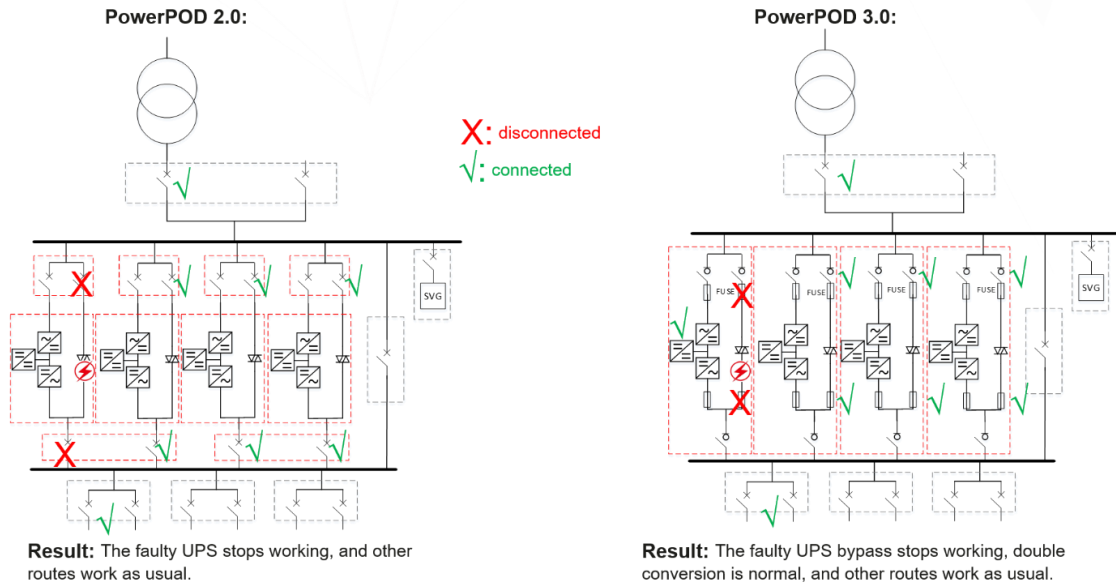 PowerPOD 2.0:
PowerPOD 3.0:
X: disconnected
√: connected
SVG
FUSE
FUSE
FUSE
FUSE
SVG
Result: The faulty UPS stops working, and other
routes work as usual.
Result: The faulty UPS bypass stops working, double
conversion is normal, and other routes work as usual.